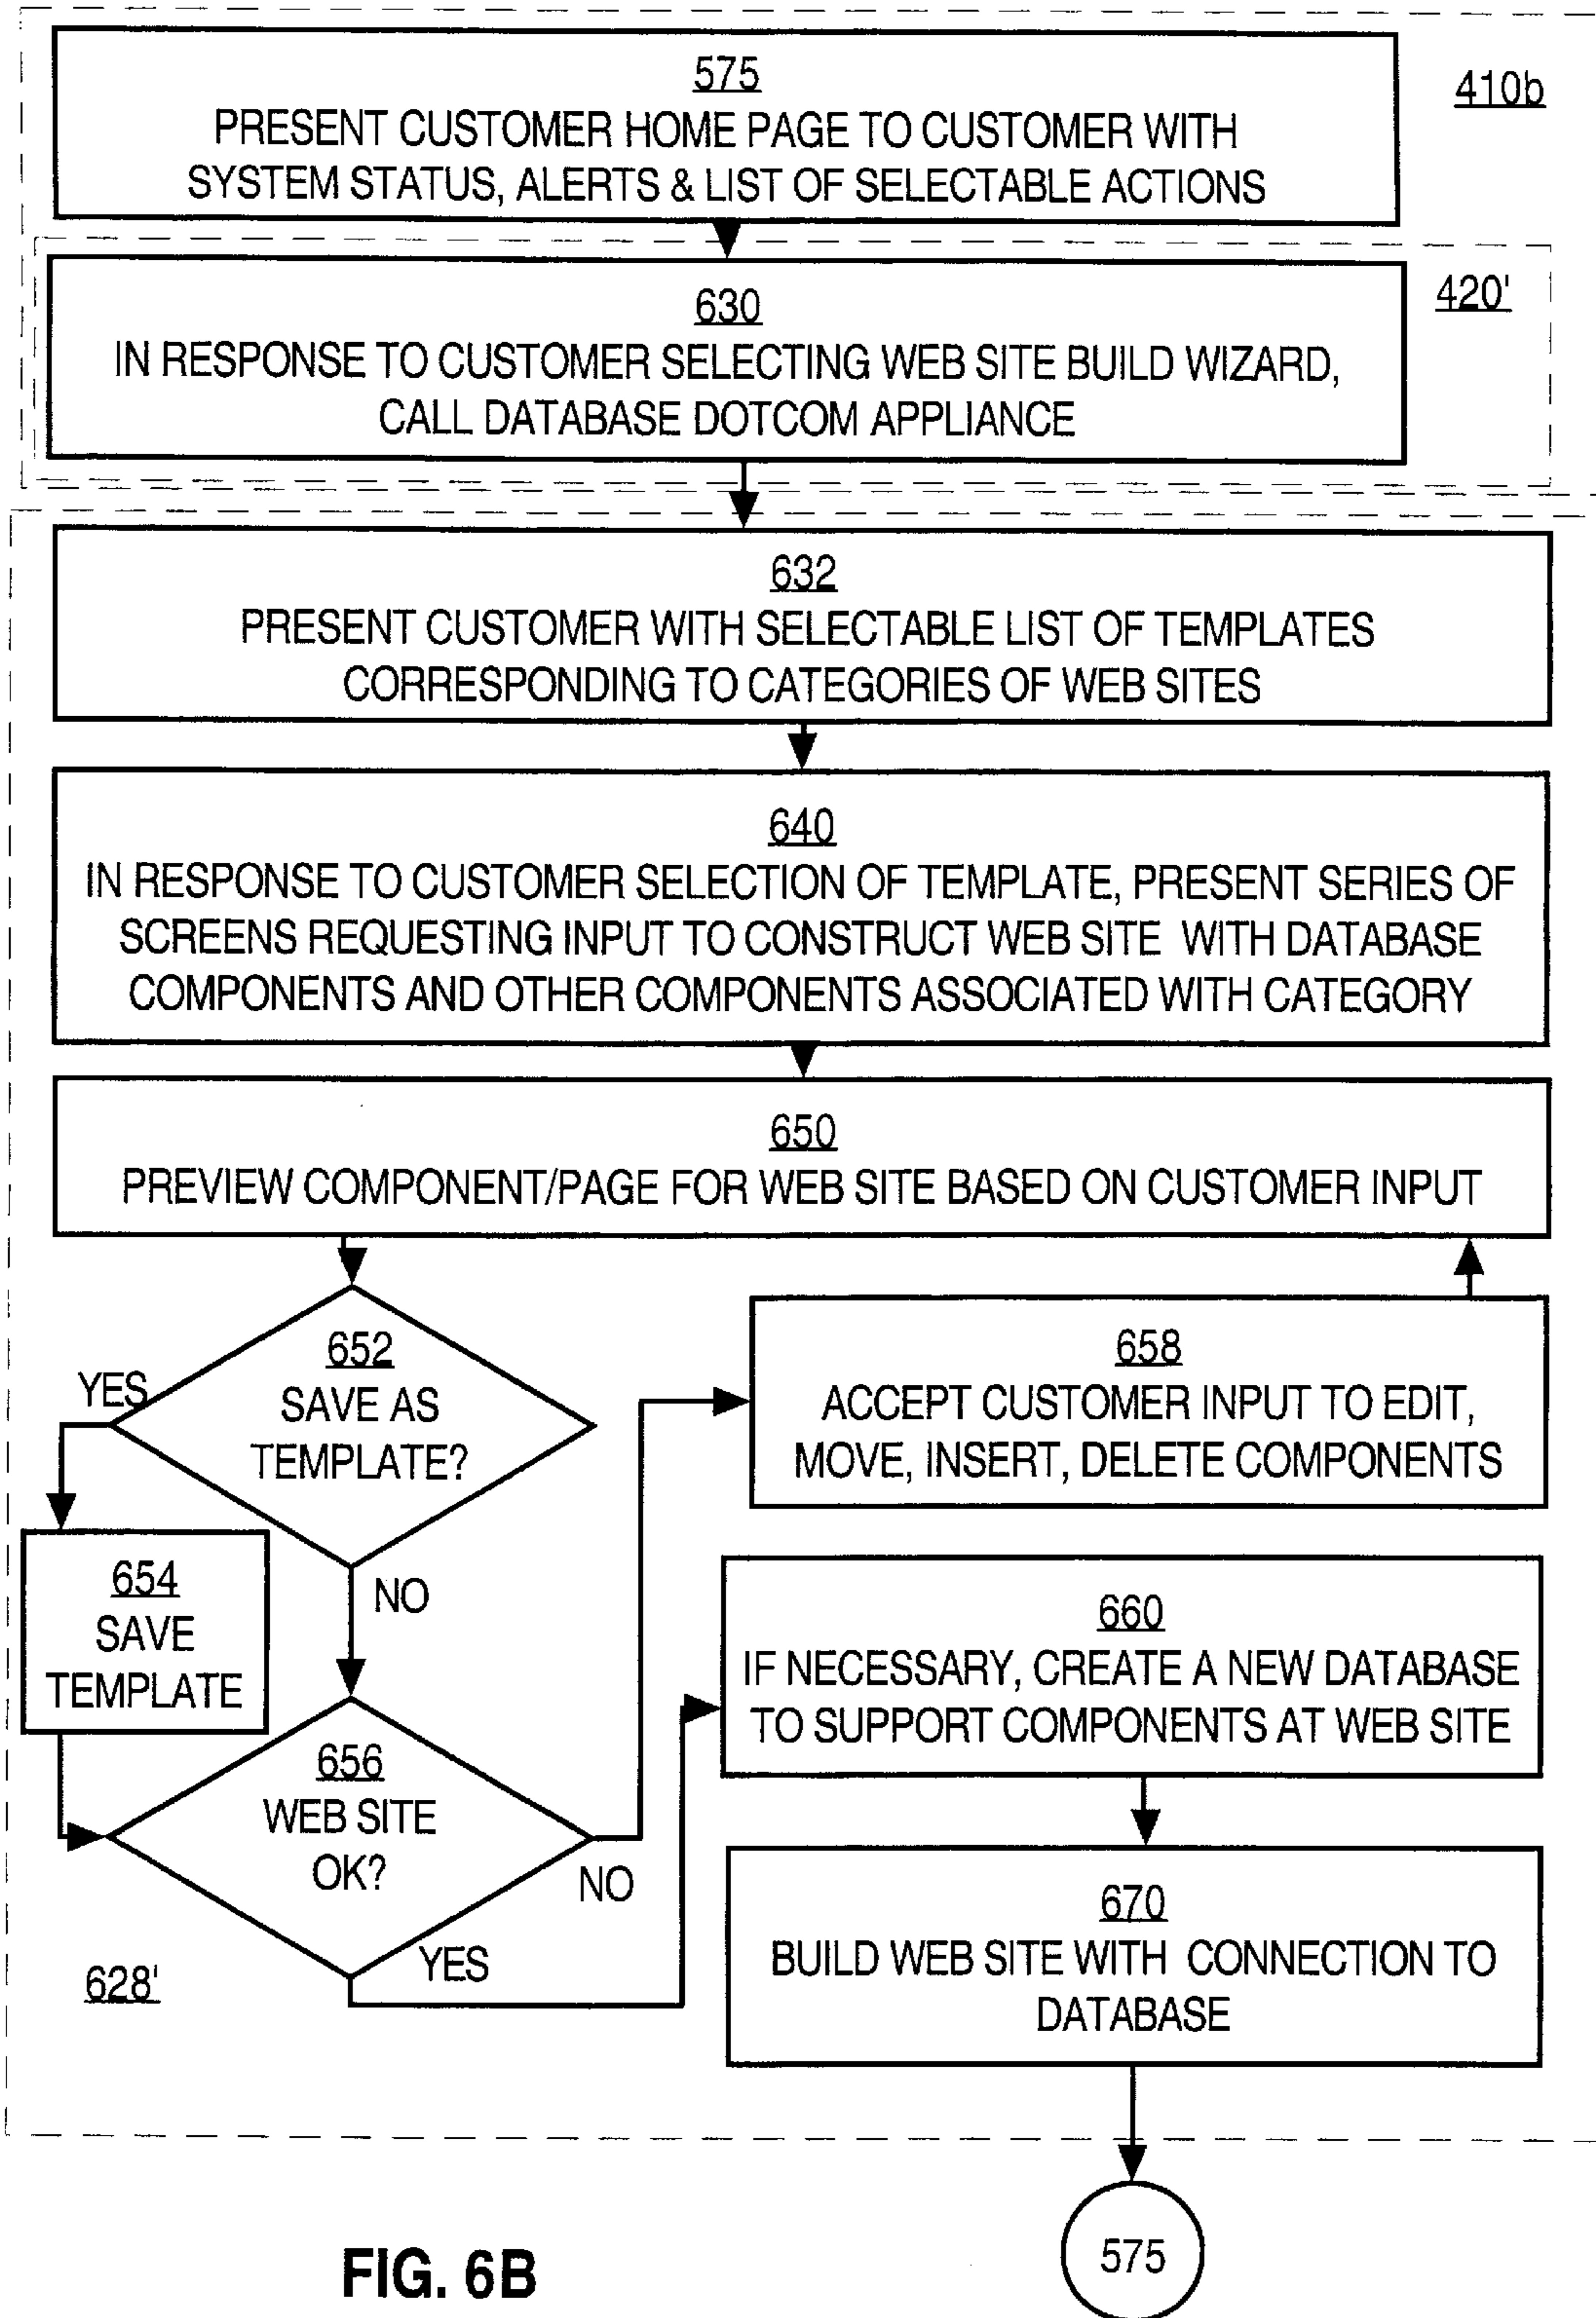 575
410b
PRESENT CUSTOMER HOME PAGE TO CUSTOMER WITH
SYSTEM STATUS, ALERTS & LIST OF SELECTABLE ACTIONS
630
420'
IN RESPONSE TO CUSTOMER SELECTING WEB SITE BUILD WIZARD,
CALL DATABASE DOTCOM APPLIANCE
632
PRESENT CUSTOMER WITH SELECTABLE LIST OF TEMPLATES
CORRESPONDING TO CATEGORIES OF WEB SITES
640
IN RESPONSE TO CUSTOMER SELECTION OF TEMPLATE, PRESENT SERIES OF
SCREENS REQUESTING INPUT TO CONSTRUCT WEB SITE WITH DATABASE
COMPONENTS AND OTHER COMPONENTS ASSOCIATED WITH CATEGORY
650
PREVIEW COMPONENT/PAGE FOR WEB SITE BASED ON CUSTOMER INPUT
652
SAVE AS
TEMPLATE?
YES
NO
654
SAVE
TEMPLATE
656
WEB SITE
OK?
NO
YES
658
ACCEPT CUSTOMER INPUT TO EDIT,
MOVE, INSERT, DELETE COMPONENTS
660
IF NECESSARY, CREATE A NEW DATABASE
TO SUPPORT COMPONENTS AT WEB SITE
670
BUILD WEB SITE WITH CONNECTION TO
DATABASE
628'
575
FIG. 6B